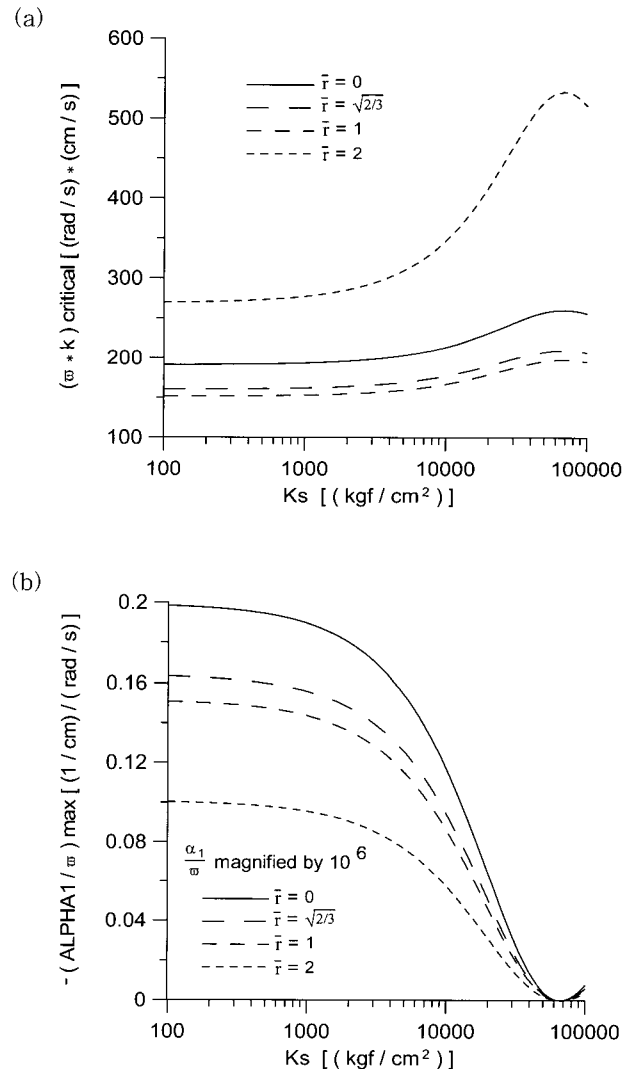 (a)
600
500
400
300
200
100
(ϖ * k ) critical [ (rad / s) * (cm / s) ]
r̄ = 0
r̄ = √2/3
r̄ = 1
r̄ = 2
100
1000
10000
100000
Ks [ ( kgf / cm² ) ]
(b)
0.2
0.16
0.12
0.08
0.04
0
- ( ALPHA1 / ϖ ) max [ (1 / cm) / ( rad / s) ]
α₁/ϖ magnified by 10⁶
r̄ = 0
r̄ = √2/3
r̄ = 1
r̄ = 2
100
1000
10000
100000
Ks [ ( kgf / cm² ) ]